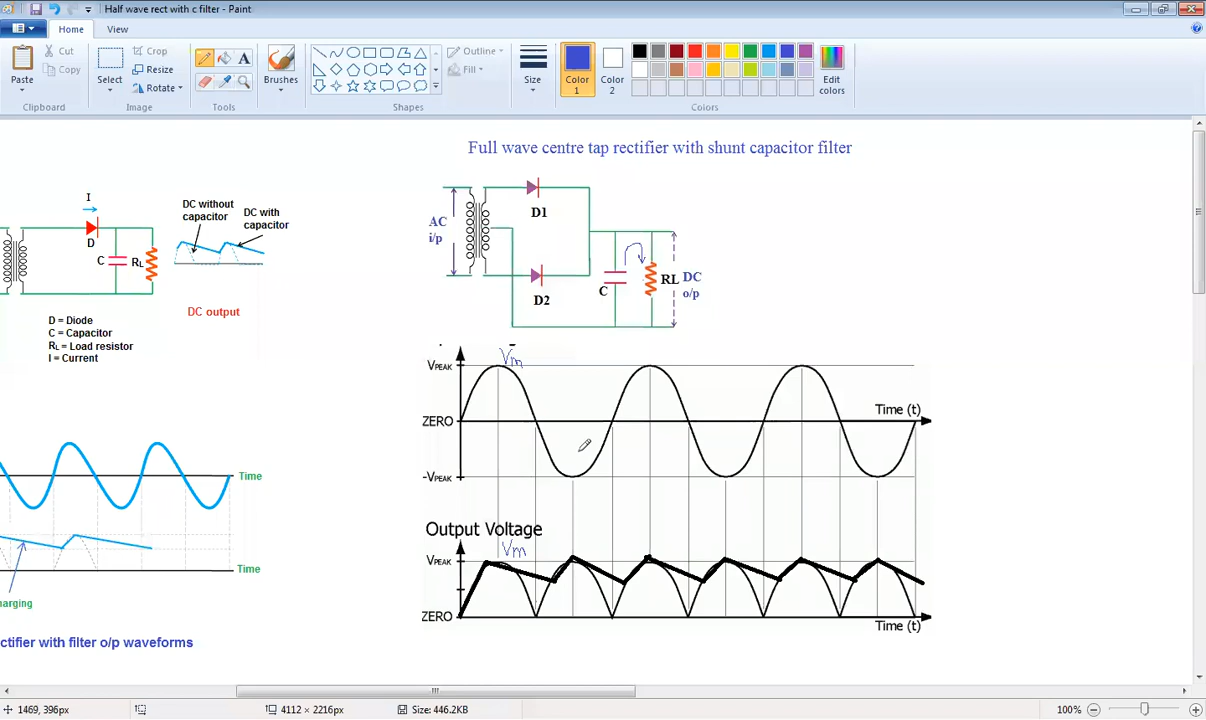 Half wave rect with c filter - Paint
Home
View
Paste
Cut
Copy
Clipboard
Select
Crop
Resize
Rotate
Image
A
Tools
Brushes
Shapes
Outline
Fill
Size
Color 1
Color 2
Edit colors
Colors
Full wave centre tap rectifier with shunt capacitor filter
I
D
C
RL
DC without capacitor
DC with capacitor
DC output
D = Diode
C = Capacitor
RL = Load resistor
I = Current
AC i/p
D1
D2
C
RL
DC o/p
Vm
VPEAK
ZERO
-VPEAK
Time (t)
Time
Time
harging
ctifier with filter o/p waveforms
Output Voltage
Vm
VPEAK
ZERO
Time (t)
1469, 396px
4112 × 2216px
Size: 446.2KB
100%